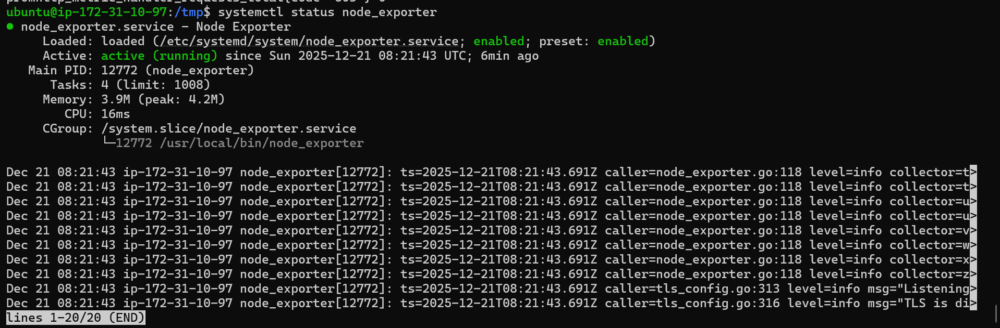 ubuntu@ip-172-31-10-97:/tmp$ systemctl status node_exporter
● node_exporter.service - Node Exporter
     Loaded: loaded (/etc/systemd/system/node_exporter.service; enabled; preset: enabled)
     Active: active (running) since Sun 2025-12-21 08:21:43 UTC; 6min ago
   Main PID: 12772 (node_exporter)
      Tasks: 4 (limit: 1008)
     Memory: 3.9M (peak: 4.2M)
        CPU: 16ms
     CGroup: /system.slice/node_exporter.service
             └─12772 /usr/local/bin/node_exporter
Dec 21 08:21:43 ip-172-31-10-97 node_exporter[12772]: ts=2025-12-21T08:21:43.691Z caller=node_exporter.go:118 level=info collector=t>
Dec 21 08:21:43 ip-172-31-10-97 node_exporter[12772]: ts=2025-12-21T08:21:43.691Z caller=node_exporter.go:118 level=info collector=t>
Dec 21 08:21:43 ip-172-31-10-97 node_exporter[12772]: ts=2025-12-21T08:21:43.691Z caller=node_exporter.go:118 level=info collector=u>
Dec 21 08:21:43 ip-172-31-10-97 node_exporter[12772]: ts=2025-12-21T08:21:43.691Z caller=node_exporter.go:118 level=info collector=u>
Dec 21 08:21:43 ip-172-31-10-97 node_exporter[12772]: ts=2025-12-21T08:21:43.691Z caller=node_exporter.go:118 level=info collector=v>
Dec 21 08:21:43 ip-172-31-10-97 node_exporter[12772]: ts=2025-12-21T08:21:43.691Z caller=node_exporter.go:118 level=info collector=w>
Dec 21 08:21:43 ip-172-31-10-97 node_exporter[12772]: ts=2025-12-21T08:21:43.691Z caller=node_exporter.go:118 level=info collector=x>
Dec 21 08:21:43 ip-172-31-10-97 node_exporter[12772]: ts=2025-12-21T08:21:43.691Z caller=node_exporter.go:118 level=info collector=z>
Dec 21 08:21:43 ip-172-31-10-97 node_exporter[12772]: ts=2025-12-21T08:21:43.691Z caller=tls_config.go:313 level=info msg="Listening>
Dec 21 08:21:43 ip-172-31-10-97 node_exporter[12772]: ts=2025-12-21T08:21:43.691Z caller=tls_config.go:316 level=info msg="TLS is di>
lines 1-20/20 (END)